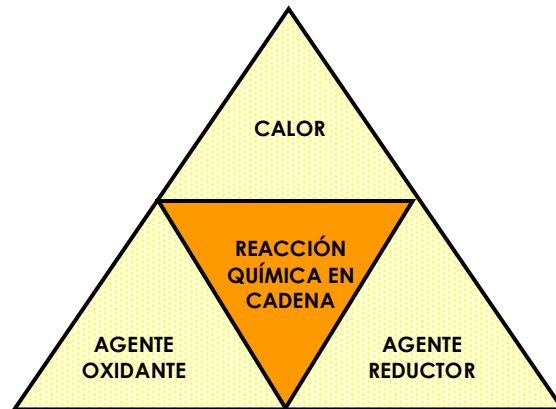 CALOR
REACCIÓN
QUÍMICA EN
CADENA
AGENTE
OXIDANTE
AGENTE
REDUCTOR